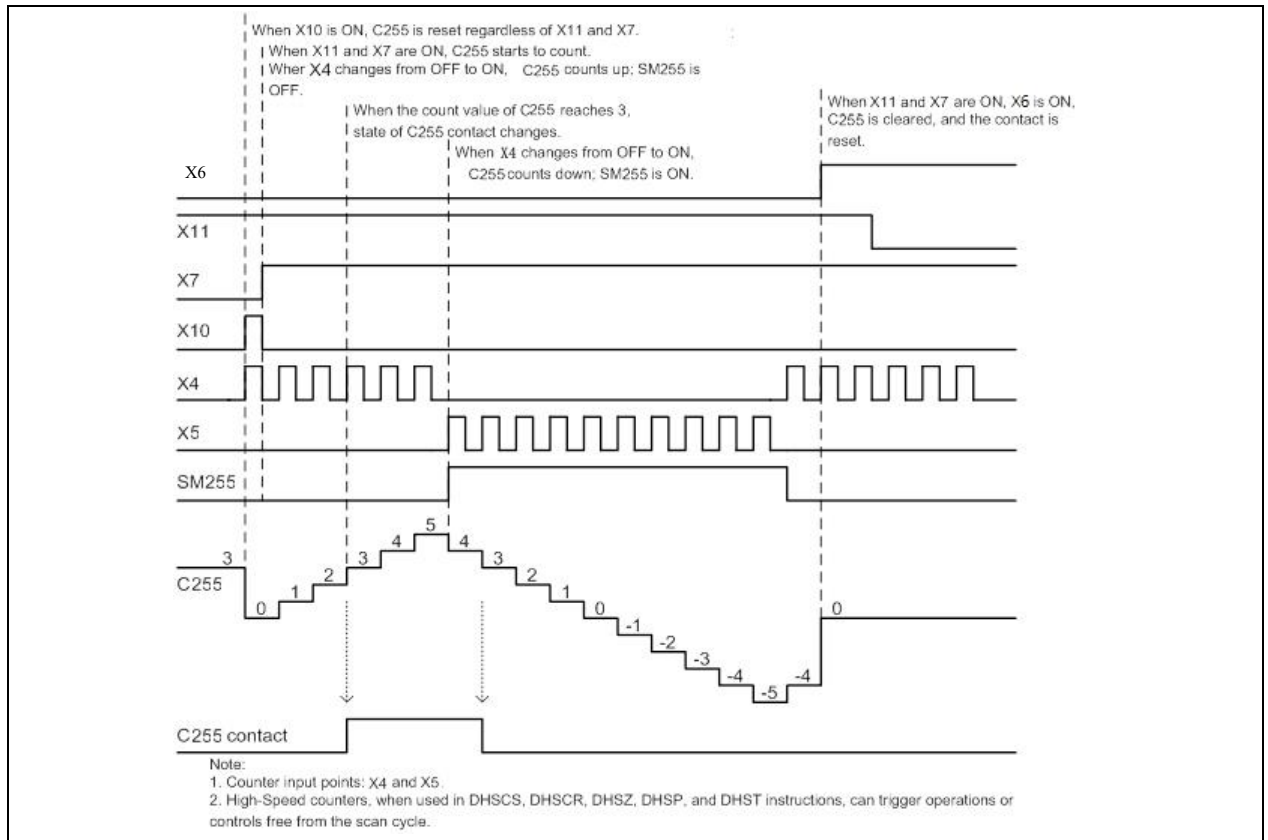 When X10 is ON, C255 is reset regardless of X11 and X7.
When X11 and X7 are ON, C255 starts to count.
Wher X4 changes from OFF to ON, C255 counts up; SM255 is
OFF.
When the count value of C255 reaches 3,
state of C255 contact changes.
When X4 changes from OFF to ON,
C255 counts down; SM255 is ON.
When X11 and X7 are ON, X6 is ON,
C255 is cleared, and the contact is
reset.
X6
X11
X7
X10
X4
X5
SM255
C255
3
0
1
2
3
4
5
4
3
2
1
0
-1
-2
-3
-4
-5
-4
0
C255 contact
Note:
1. Counter input points: X4 and X5.
2. High-Speed counters, when used in DHSCS, DHSCR, DHSZ, DHSP, and DHST instructions, can trigger operations or
controls free from the scan cycle.